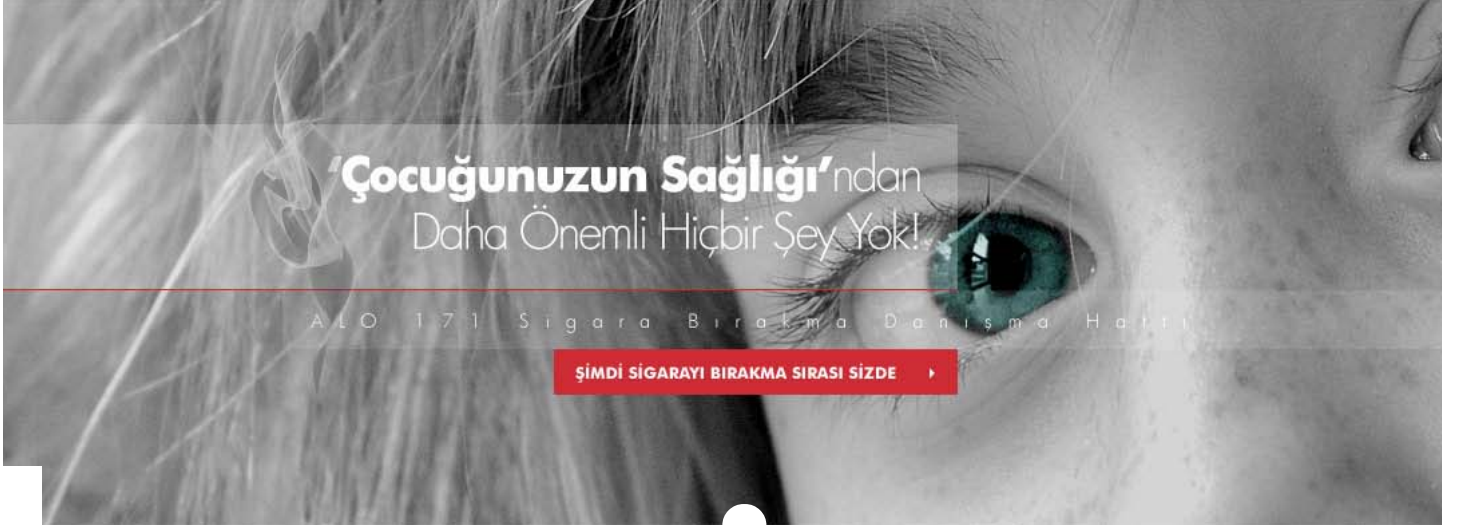 'Çocuğunuzun Sağlığı'ndan
Daha Önemli Hiçbir Şey Yok!
ALO 171 Sigara Bırakma Danışma Hattı
ŞİMDİ SİGARAYI BIRAKMA SIRASI SİZDE